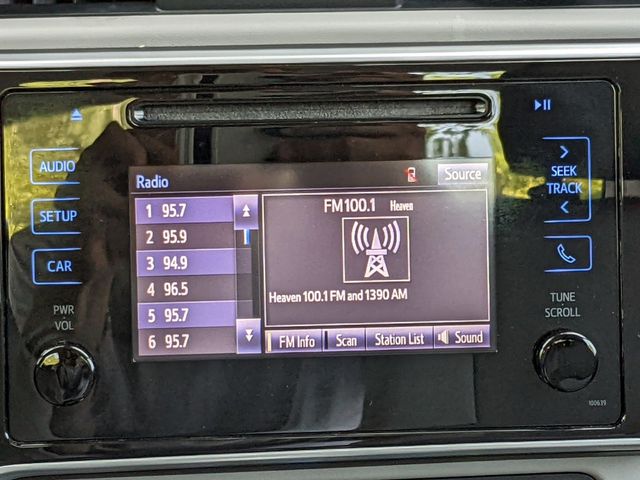 AUDIO
SETUP
CAR
PWR
VOL
Radio
Source
1 95.7
2 95.9
3 94.9
4 96.5
5 95.7
6 95.7
FM100.1 Heaven
Heaven 100.1 FM and 1390 AM
FM Info Scan Station List Sound
SEEK
TRACK
TUNE
SCROLL
100639